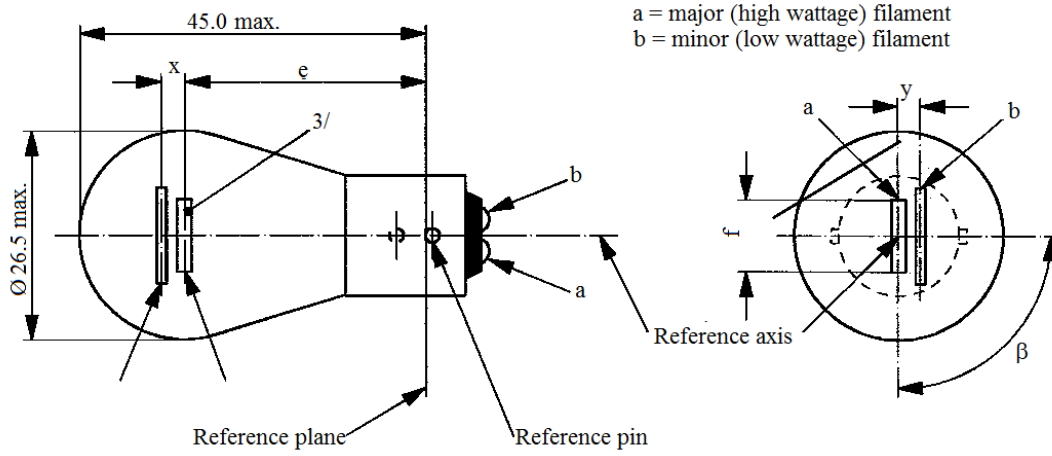 45.0 max.
a = major (high wattage) filament
b = minor (low wattage) filament
x
e
y
3/
a
b
b
Ø 26.5 max.
f
a
Reference axis
β
Reference plane
Reference pin